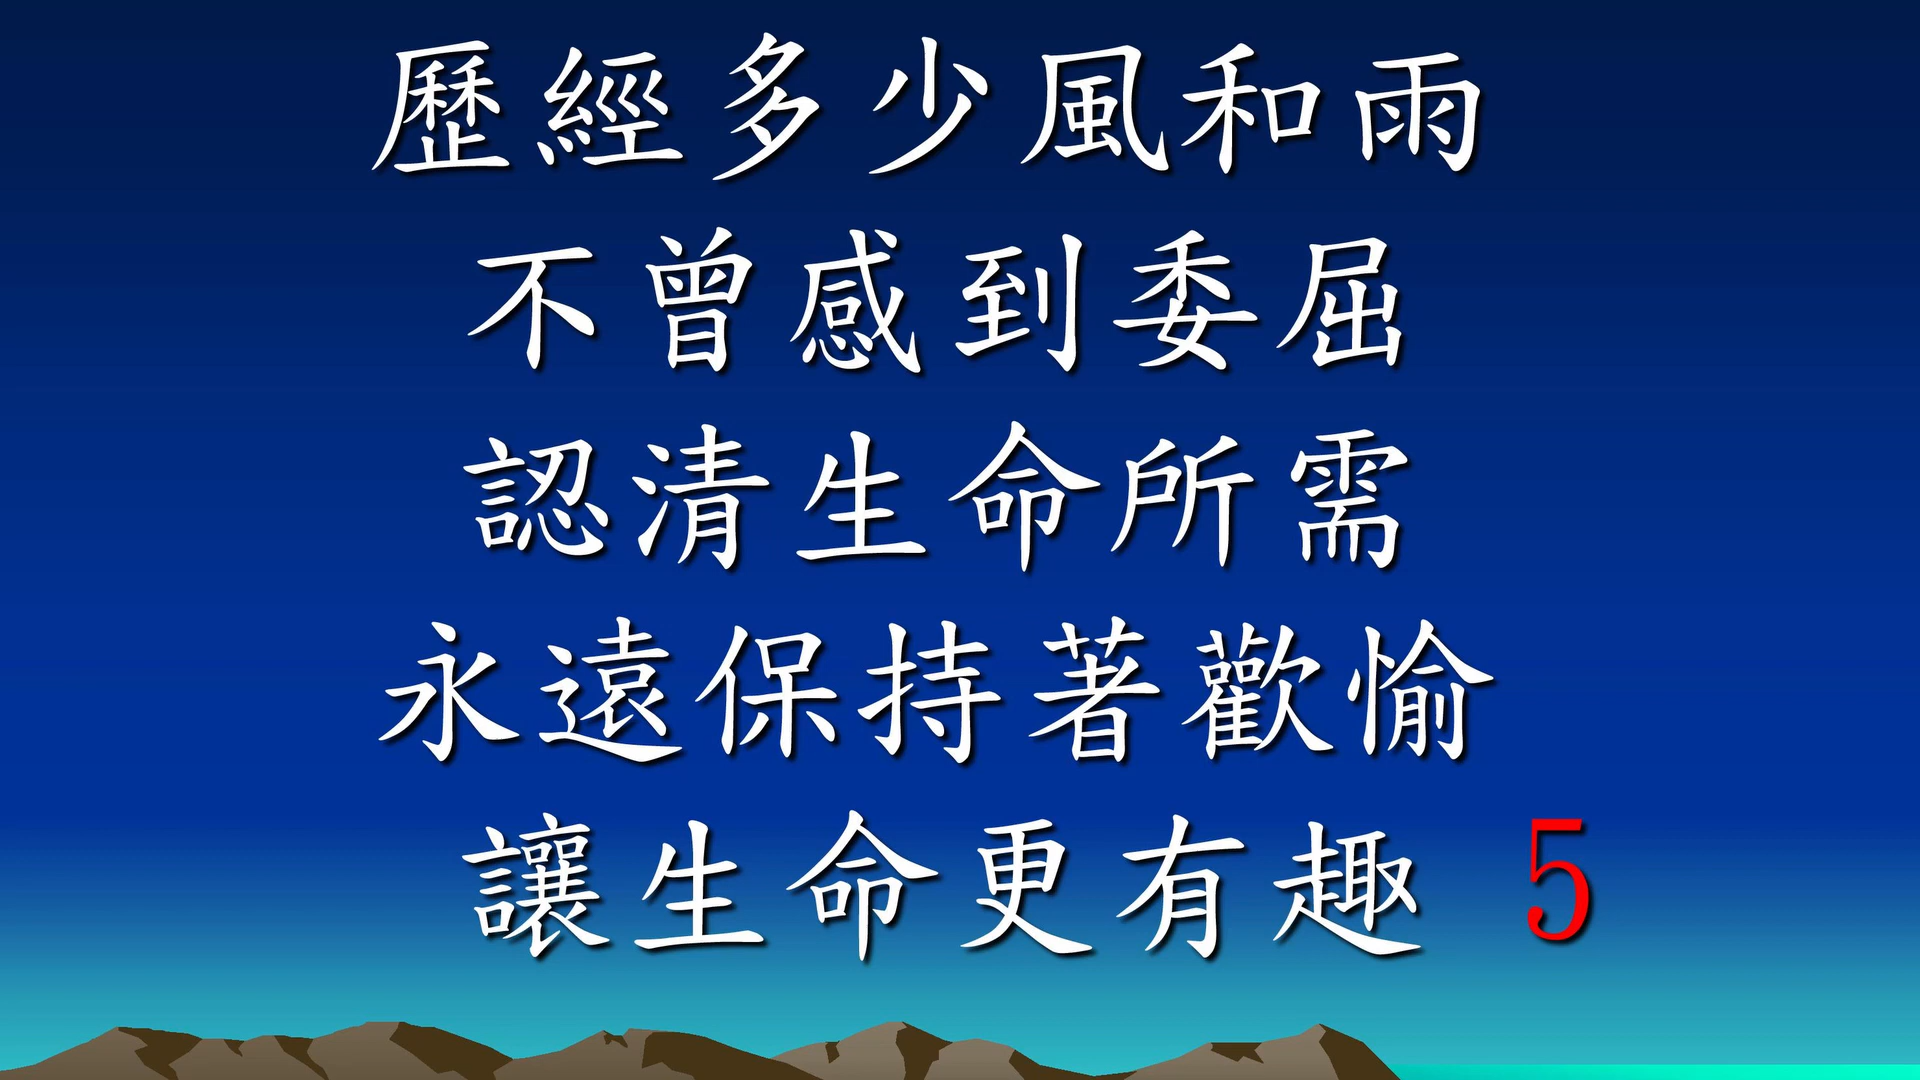 歷經多少風和雨
不曾感到委屈
認清生命所需
永遠保持著歡愉
讓生命更有趣 5